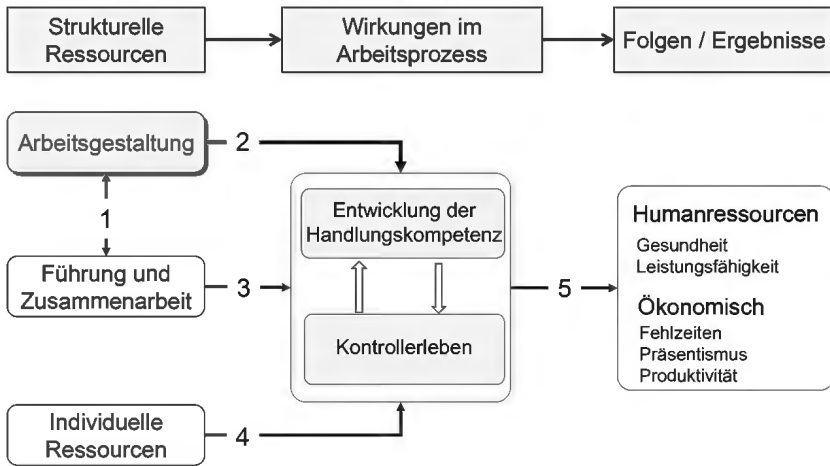 Strukturelle
Ressourcen
Wirkungen im
Arbeitsprozess
Folgen / Ergebnisse
Arbeitsgestaltung
2
1
Entwicklung der
Handlungskompetenz
Führung und
Zusammenarbeit
3
Kontrollerleben
5
Humanressourcen
Gesundheit
Leistungsfähigkeit
Ökonomisch
Fehlzeiten
Präsentismus
Produktivität
Individuelle
Ressourcen
4